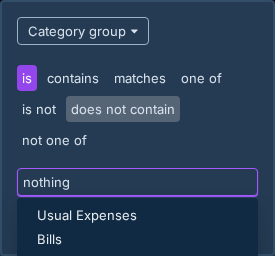 Category group
is contains matches one of
is not does not contain
not one of
nothing
Usual Expenses
Bills